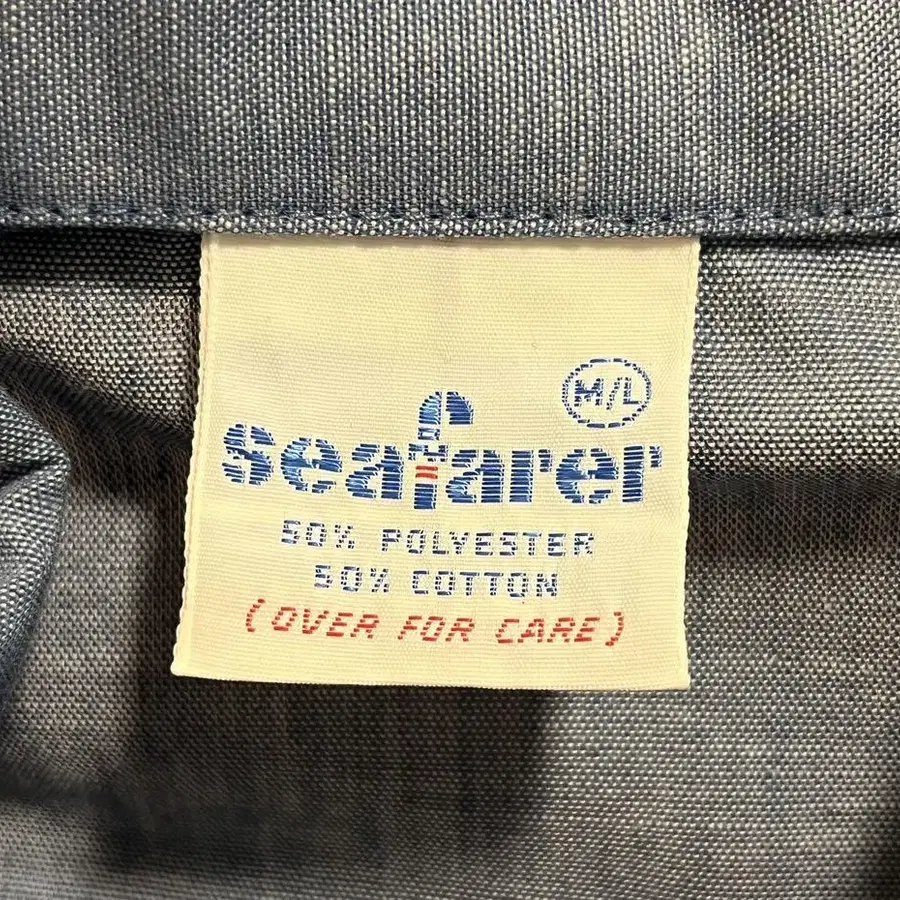 M/L
seafarer
50% POLYESTER
50% COTTON
(OVER FOR CARE)